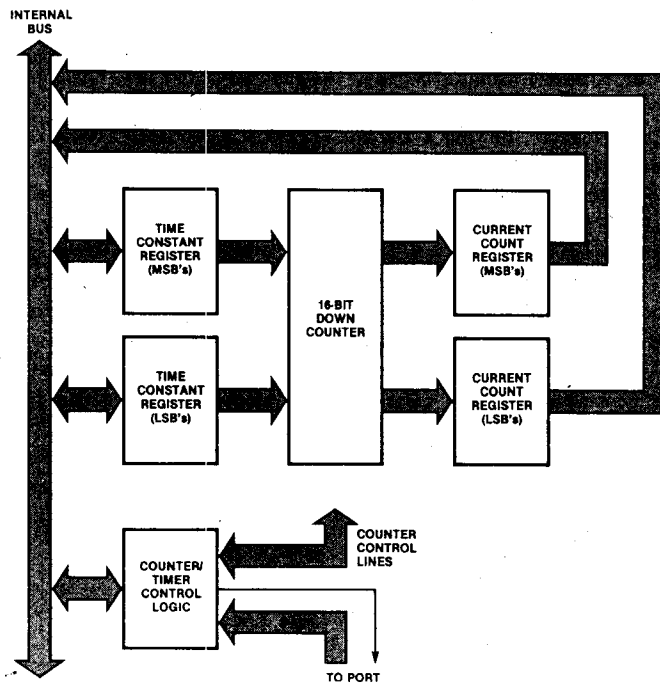 INTERNAL
BUS
TIME
CONSTANT
REGISTER
(MSB's)
16-BIT
DOWN
COUNTER
CURRENT
COUNT
REGISTER
(MSB's)
TIME
CONSTANT
REGISTER
(LSB's)
CURRENT
COUNT
REGISTER
(LSB's)
COUNTER/
TIMER
CONTROL
LOGIC
COUNTER
CONTROL
LINES
TO PORT